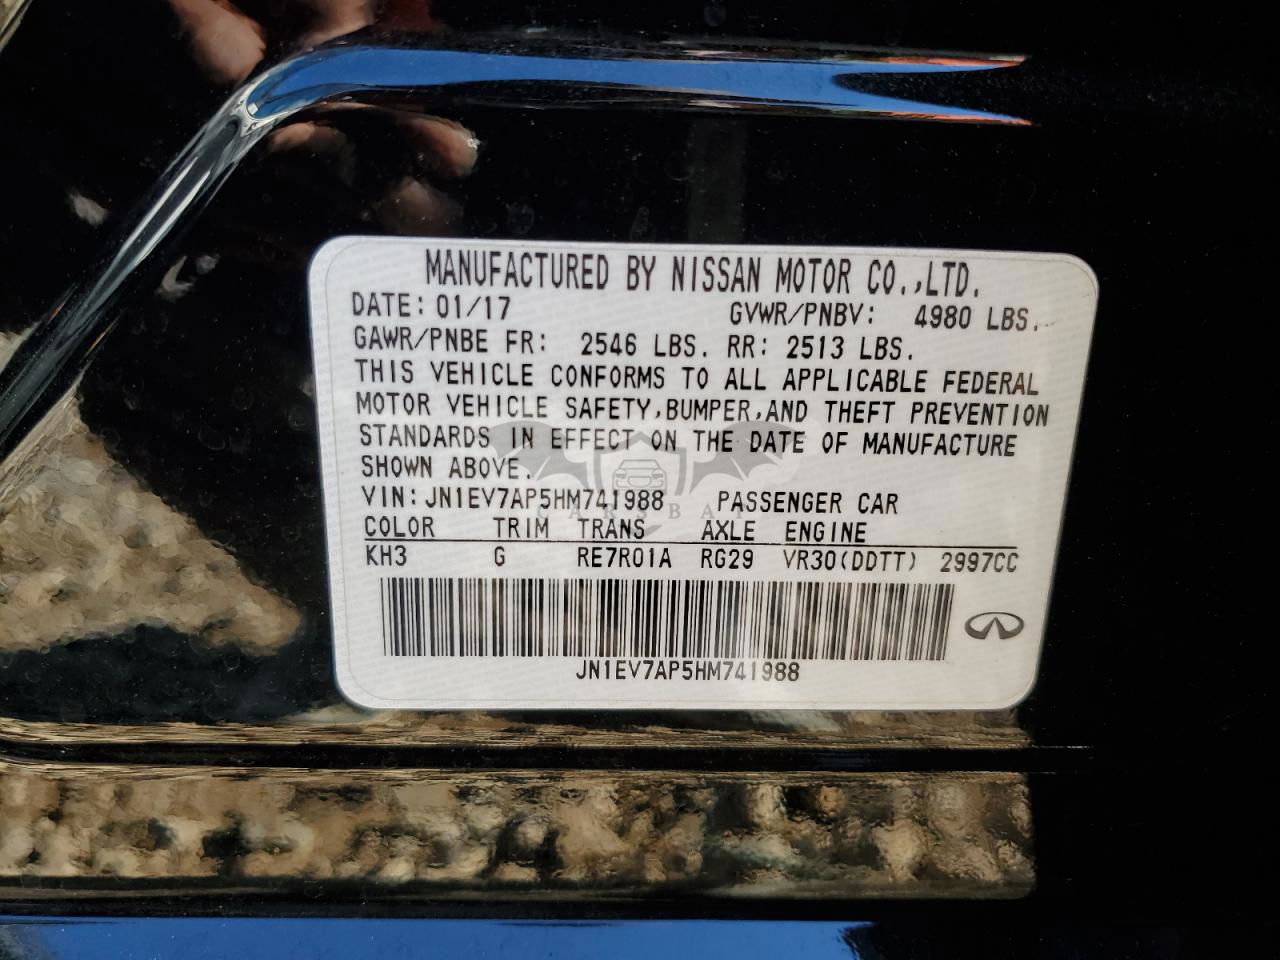 MANUFACTURED BY NISSAN MOTOR CO.,LTD.
DATE: 01/17 GVWR/PNBV: 4980 LBS.
GAWR/PNBE FR: 2546 LBS. RR: 2513 LBS.
THIS VEHICLE CONFORMS TO ALL APPLICABLE FEDERAL
MOTOR VEHICLE SAFETY,BUMPER,AND THEFT PREVENTION
STANDARDS IN EFFECT ON THE DATE OF MANUFACTURE
SHOWN ABOVE.
VIN: JN1EV7AP5HM741988 PASSENGER CAR
CARSBAT
COLOR TRIM TRANS AXLE ENGINE
KH3 G RE7R01A RG29 VR30(DDTT) 2997CC
JN1EV7AP5HM741988